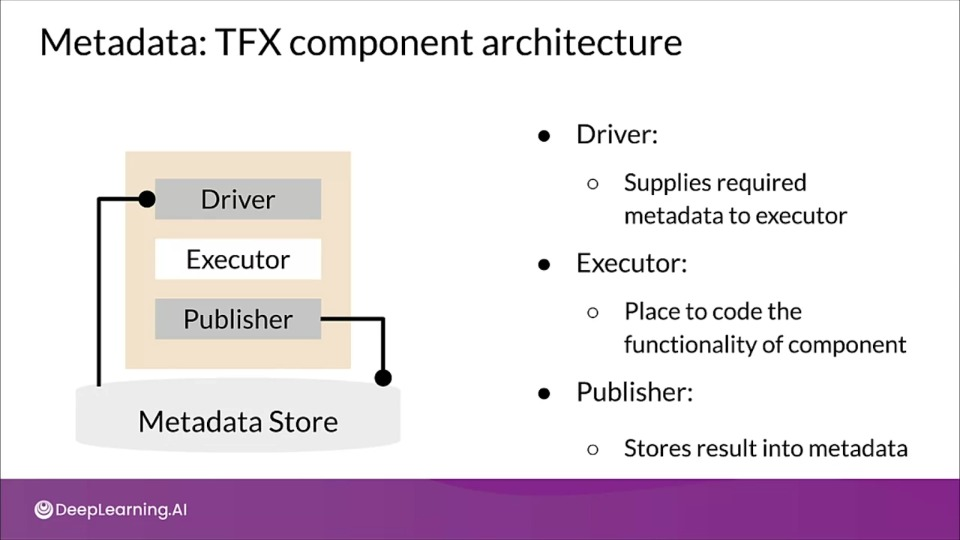 Metadata: TFX component architecture
Driver
Executor
Publisher
Metadata Store
● Driver:
○ Supplies required
metadata to executor
● Executor:
○ Place to code the
functionality of component
● Publisher:
○ Stores result into metadata
DeepLearning.AI